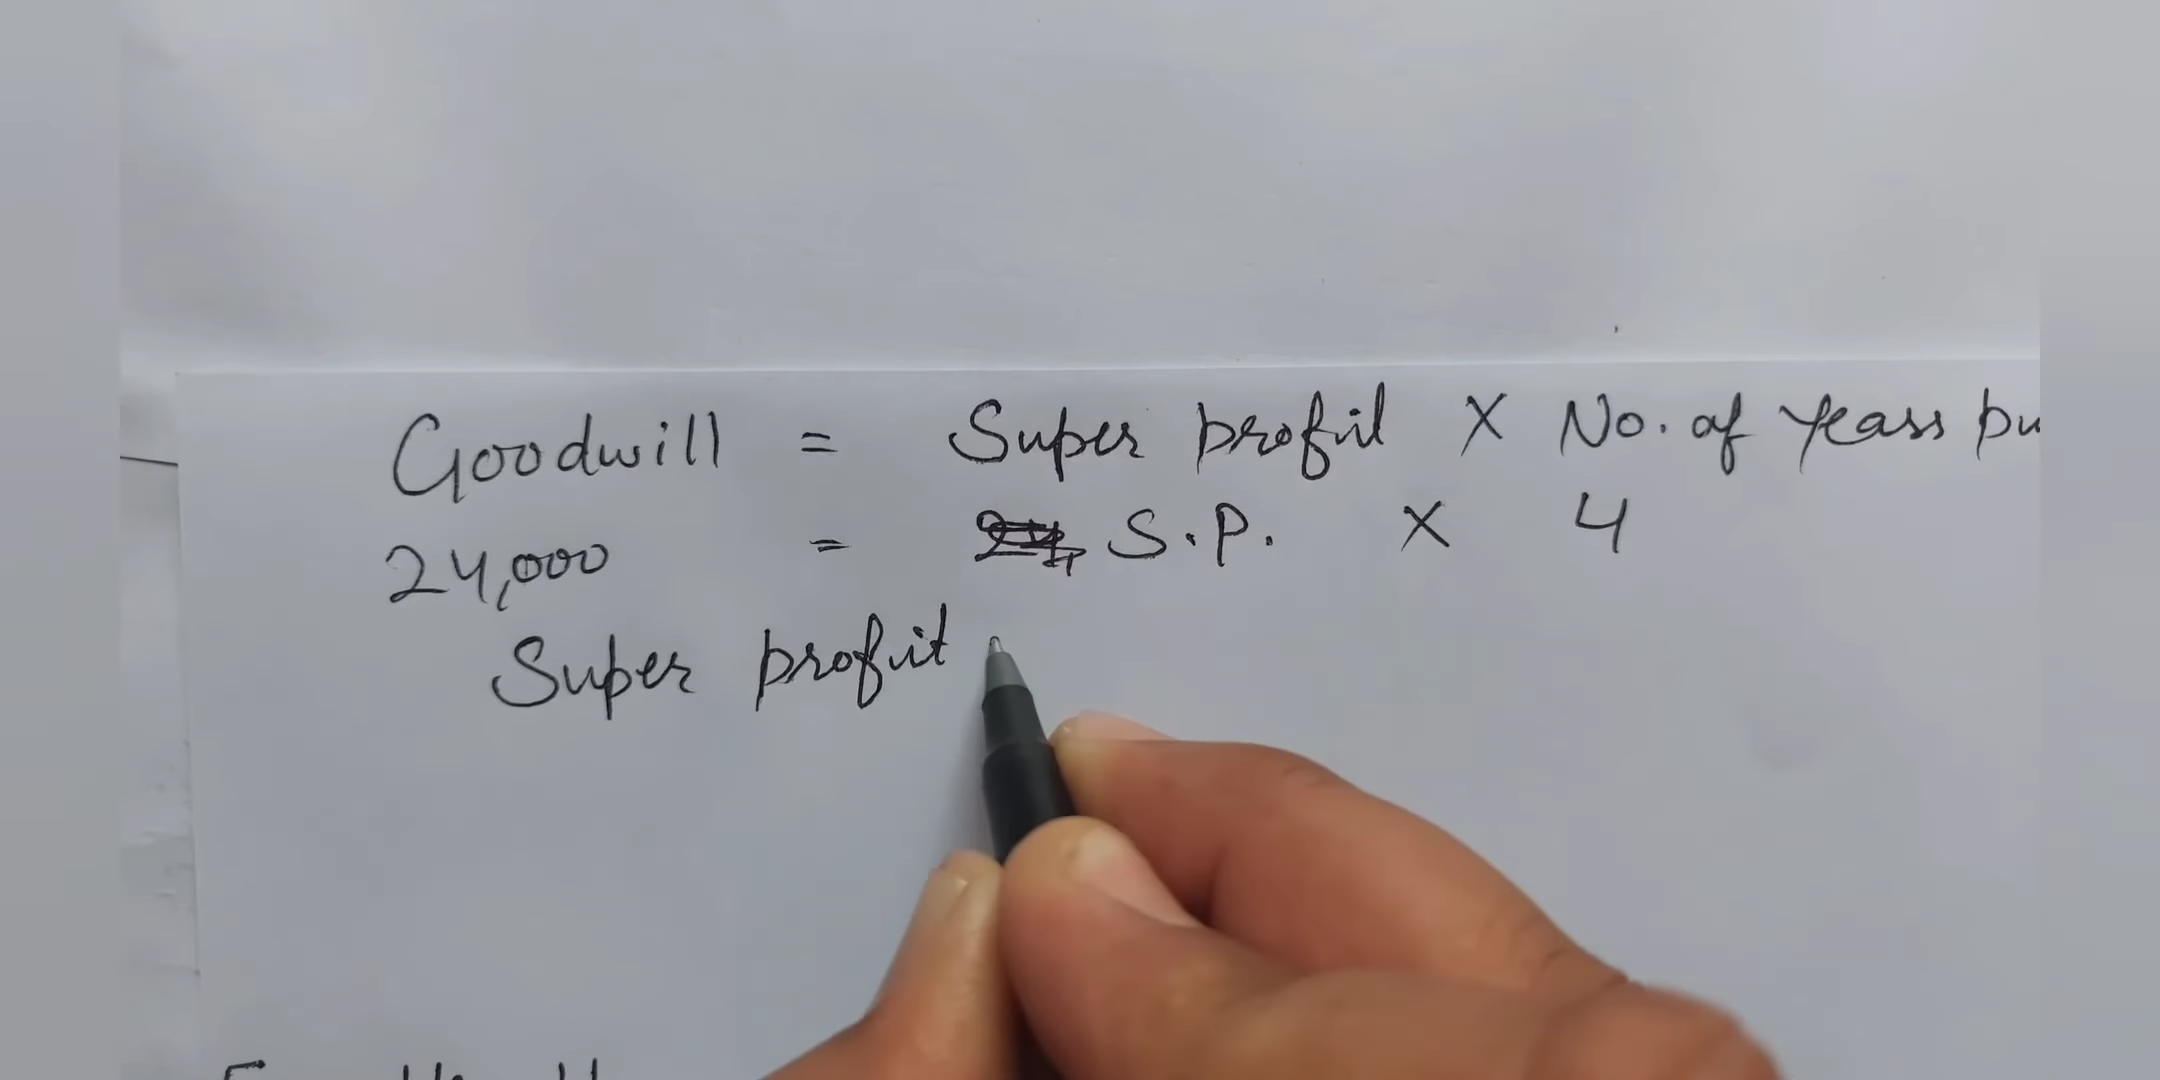 Goodwill = Super profit X No. of years pu
24,000 = S.P. X 4
Super profit